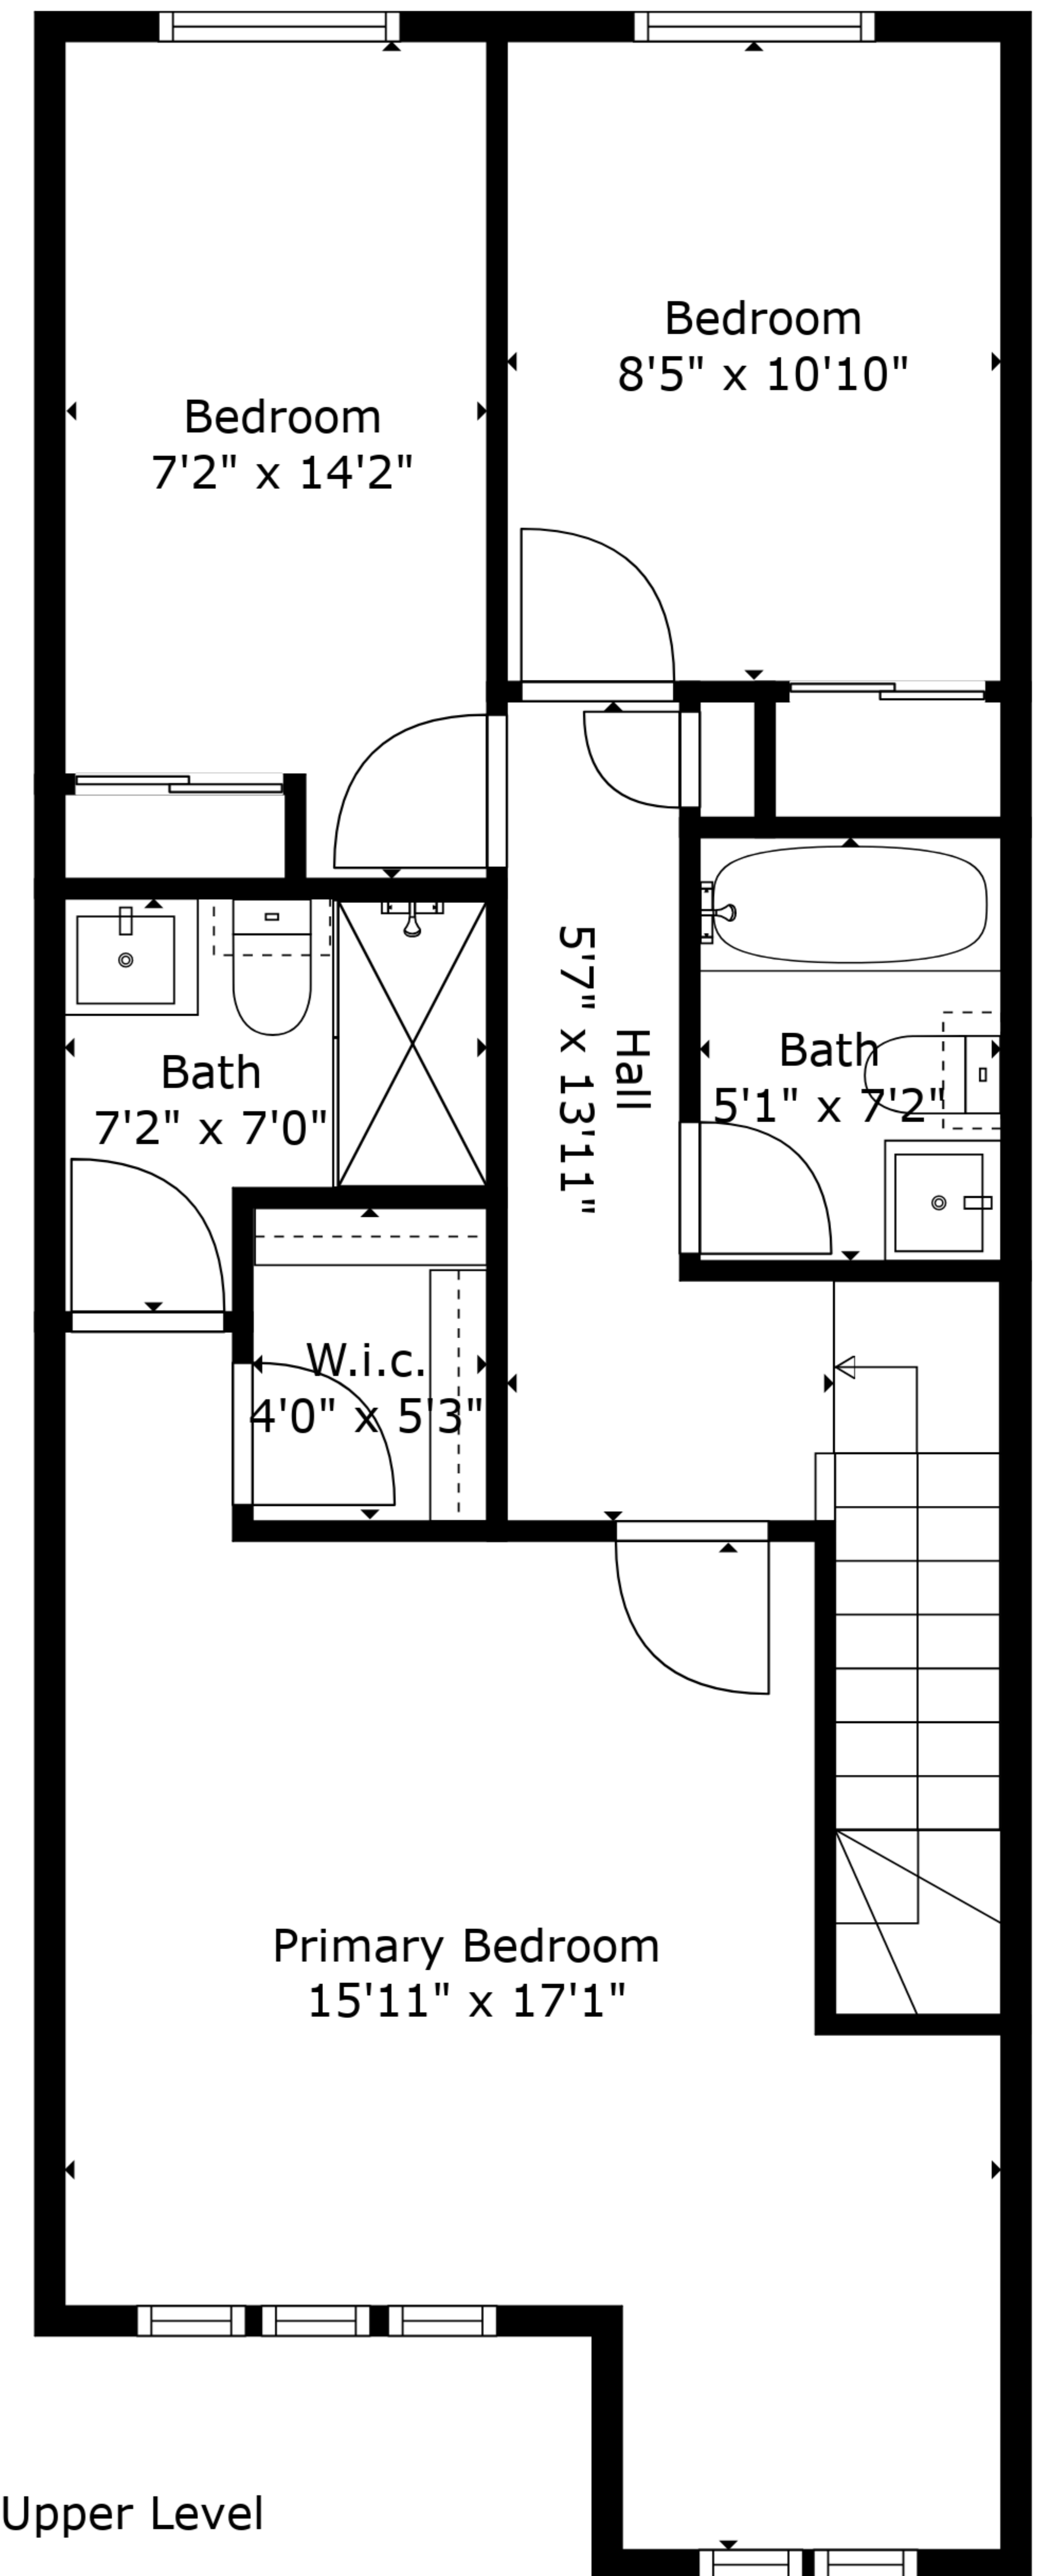 Bedroom
8'5" x 10'10"
Bedroom
7'2" x 14'2"
Hall
5'7" x 13'11"
Bath
5'1" x 7'2"
Bath
7'2" x 7'0"
W.i.c.
4'0" x 5'3"
Primary Bedroom
15'11" x 17'1"
Upper Level